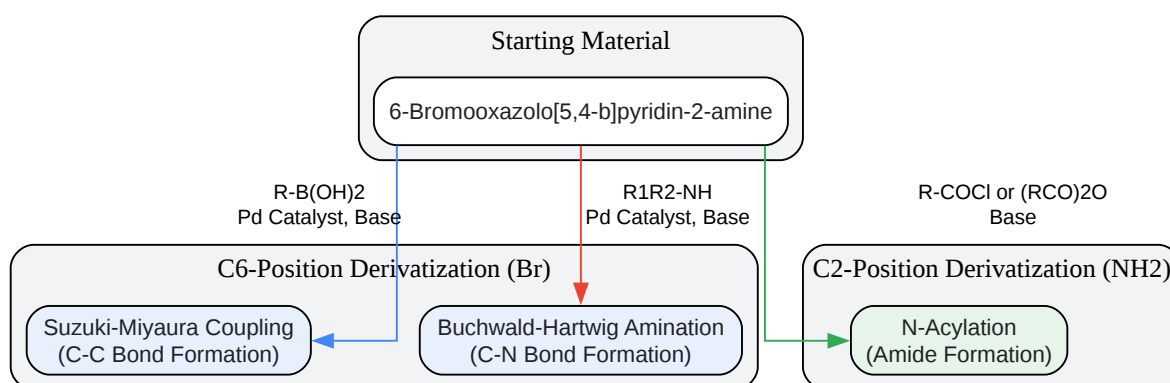 Starting Material
6-Bromooxazolo[5,4-b]pyridin-2-amine
R-B(OH)2
Pd Catalyst, Base
R1R2-NH
Pd Catalyst, Base
R-COCl or (RCO)2O
Base
C6-Position Derivatization (Br)
C2-Position Derivatization (NH2)
Suzuki-Miyaura Coupling
(C-C Bond Formation)
Buchwald-Hartwig Amination
(C-N Bond Formation)
N-Acylation
(Amide Formation)